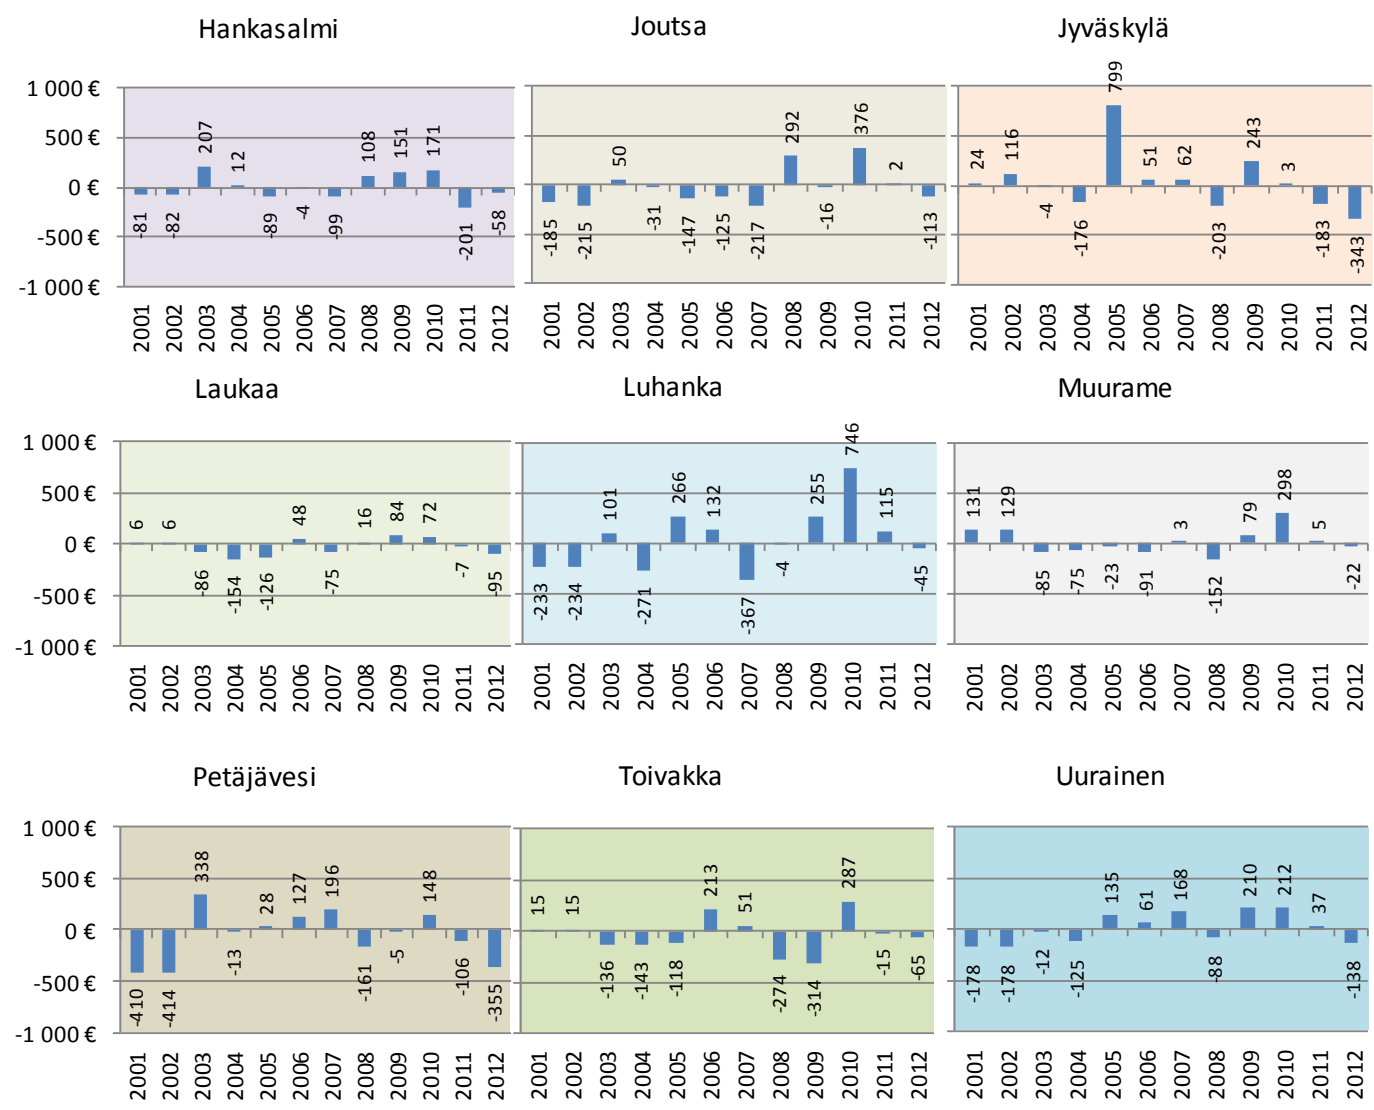 Hankasalmi
1 000 €
500 €
0 €
-500 €
-1 000 €
-81 -82 207 12 -89 -4 -99 108 151 171 -201 -58
2001 2002 2003 2004 2005 2006 2007 2008 2009 2010 2011 2012
Joutsa
-185 -215 50 -31 -147 -125 -217 292 -16 376 2 -113
2001 2002 2003 2004 2005 2006 2007 2008 2009 2010 2011 2012
Jyväskylä
24 116 -4 -176 799 51 62 -203 243 3 -183 -343
2001 2002 2003 2004 2005 2006 2007 2008 2009 2010 2011 2012
Laukaa
1 000 €
500 €
0 €
-500 €
-1 000 €
6 6 -86 -154 -126 48 -75 16 84 72 -7 -95
2001 2002 2003 2004 2005 2006 2007 2008 2009 2010 2011 2012
Luhanka
-233 -234 101 -271 266 132 -367 -4 255 746 115 -45
2001 2002 2003 2004 2005 2006 2007 2008 2009 2010 2011 2012
Muurame
131 129 -85 -75 -23 -91 3 -152 79 298 5 -22
2001 2002 2003 2004 2005 2006 2007 2008 2009 2010 2011 2012
Petäjävesi
1 000 €
500 €
0 €
-500 €
-1 000 €
-410 -414 338 -13 28 127 196 -161 -5 148 -106 -355
2001 2002 2003 2004 2005 2006 2007 2008 2009 2010 2011 2012
Toivakka
15 15 -136 -143 -118 213 51 -274 -314 287 -15 -65
2001 2002 2003 2004 2005 2006 2007 2008 2009 2010 2011 2012
Uurainen
-178 -178 -12 -125 135 61 168 -88 210 212 37 -138
2001 2002 2003 2004 2005 2006 2007 2008 2009 2010 2011 2012